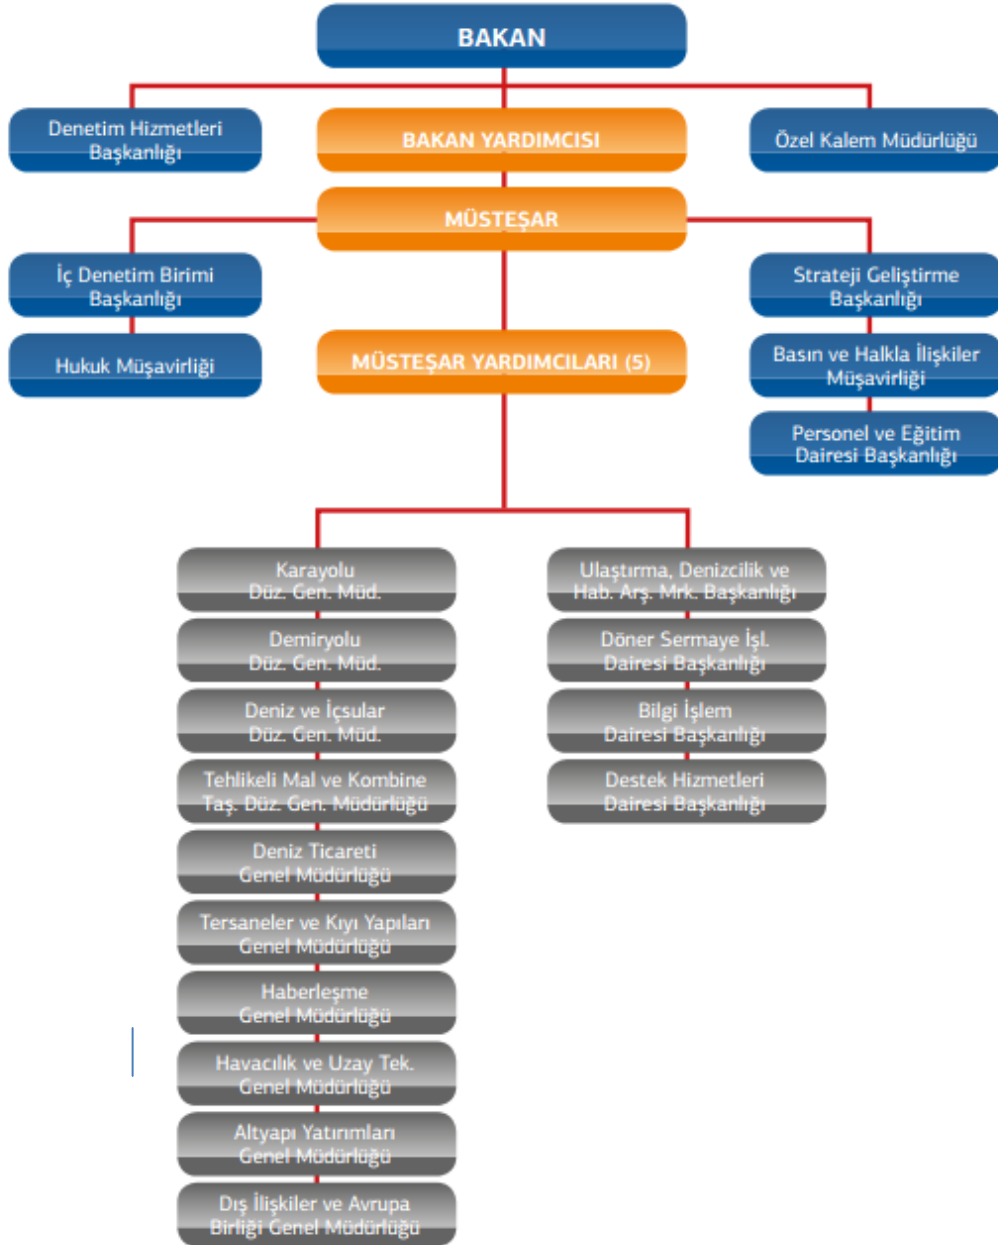 BAKAN
Denetim Hizmetleri
Başkanlığı
BAKAN YARDIMCISI
Özel Kalem Müdürlüğü
MÜSTEŞAR
İç Denetim Birimi
Başkanlığı
Strateji Geliştirme
Başkanlığı
Hukuk Müşavirliği
MÜSTEŞAR YARDIMCILARI (5)
Basın ve Halkla İlişkiler
Müşavirliği
Personel ve Eğitim
Dairesi Başkanlığı
Karayolu
Düz. Gen. Müd.
Demiryolu
Düz. Gen. Müd.
Deniz ve İçsular
Düz. Gen. Müd.
Tehlikeli Mal ve Kombine
Taş. Düz. Gen. Müdürlüğü
Deniz Ticareti
Genel Müdürlüğü
Tersaneler ve Kıyı Yapıları
Genel Müdürlüğü
Haberleşme
Genel Müdürlüğü
Havacılık ve Uzay Tek.
Genel Müdürlüğü
Altyapı Yatırımları
Genel Müdürlüğü
Dış İlişkiler ve Avrupa
Birliği Genel Müdürlüğü
Ulaştırma, Denizcilik ve
Hab. Arş. Mrk. Başkanlığı
Döner Sermaye İşl.
Dairesi Başkanlığı
Bilgi İşlem
Dairesi Başkanlığı
Destek Hizmetleri
Dairesi Başkanlığı